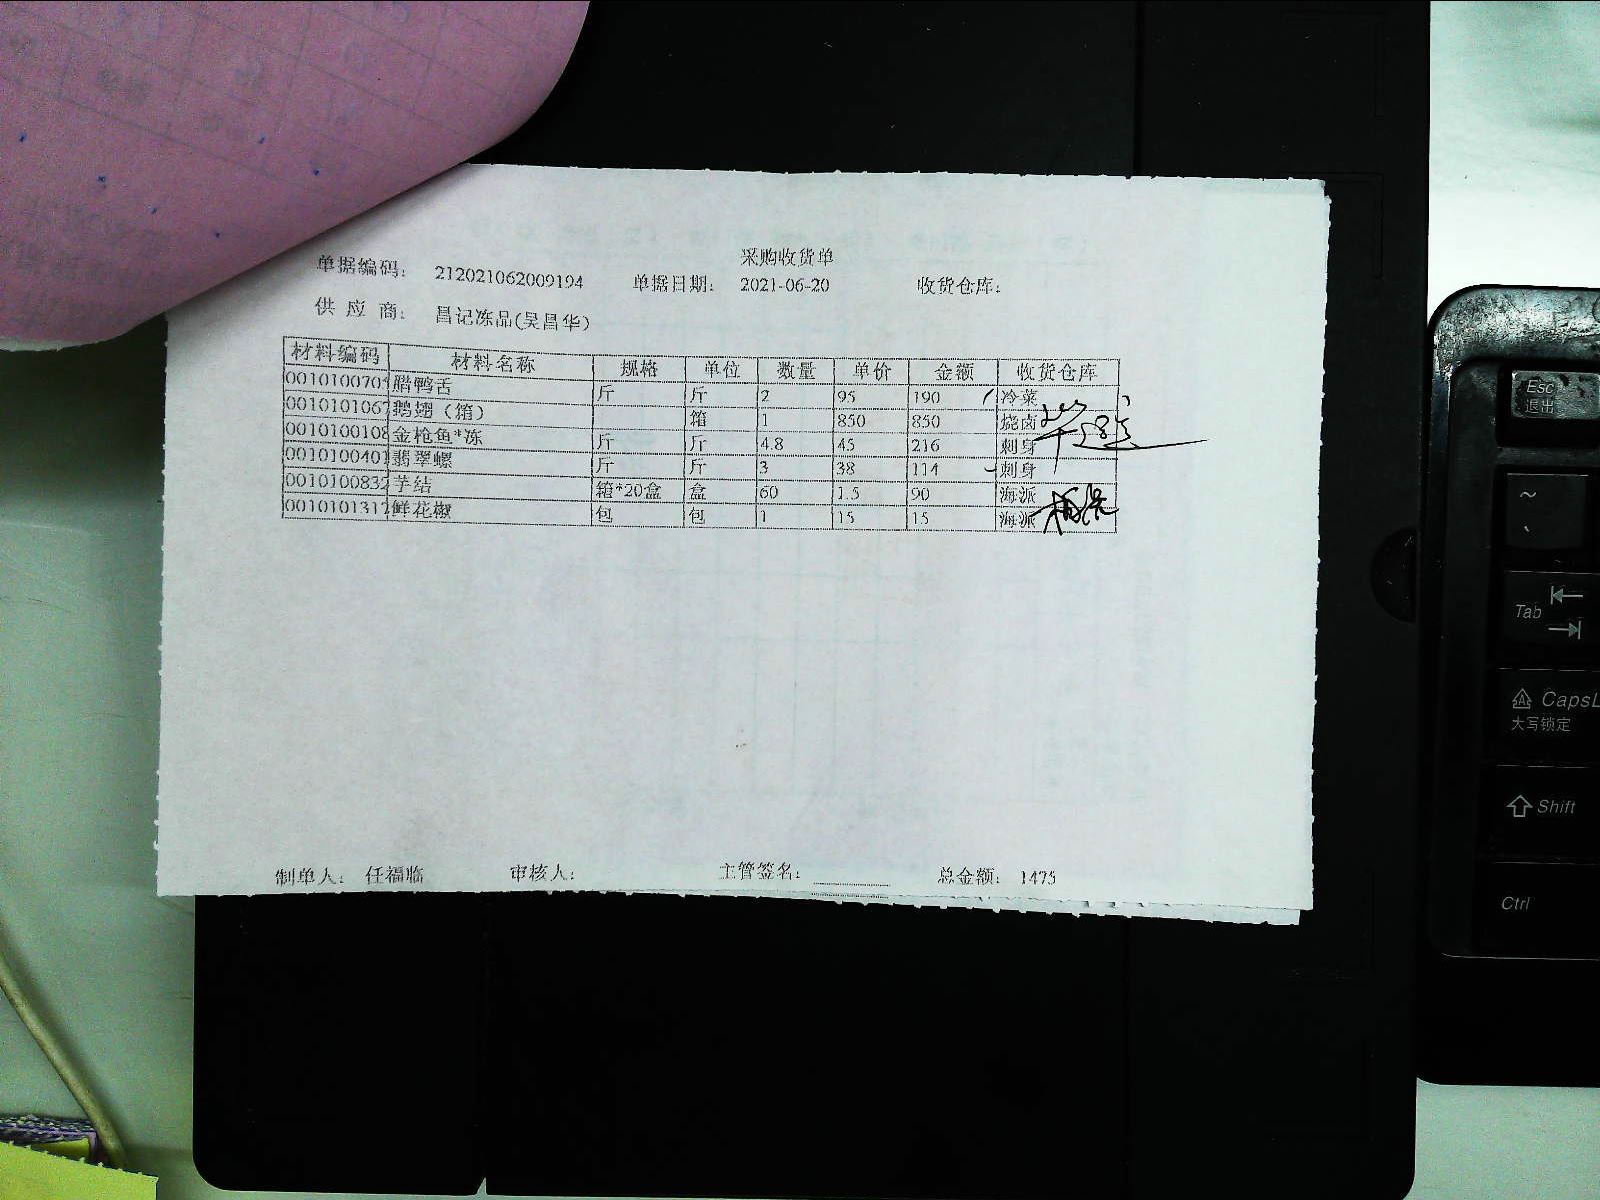 采购收货单
单据编码： 212021062009194 单据日期： 2021-06-20 收货仓库：
供 应 商： 昌记冻品(吴昌华)
材料编码 材料名称 规格 单位 数量 单价 金额 收货仓库
001010070 腊鸭舌 斤 斤 2 95 190 冷菜
001010106 鹅翅（箱） 箱 1 850 850 烧卤
001010010 金枪鱼*冻 斤 斤 4.8 45 216 刺身
001010040 翡翠螺 斤 斤 3 38 114 刺身
001010083 芋结 箱*20盒 盒 60 1.5 90 海派
001010131 鲜花椒 包 包 1 15 15 海派
制单人： 任福临 审核人： 主管签名： 总金额： 1475
Esc
退出
~
Tab
CapsL
大写锁定
Shift
Ctrl